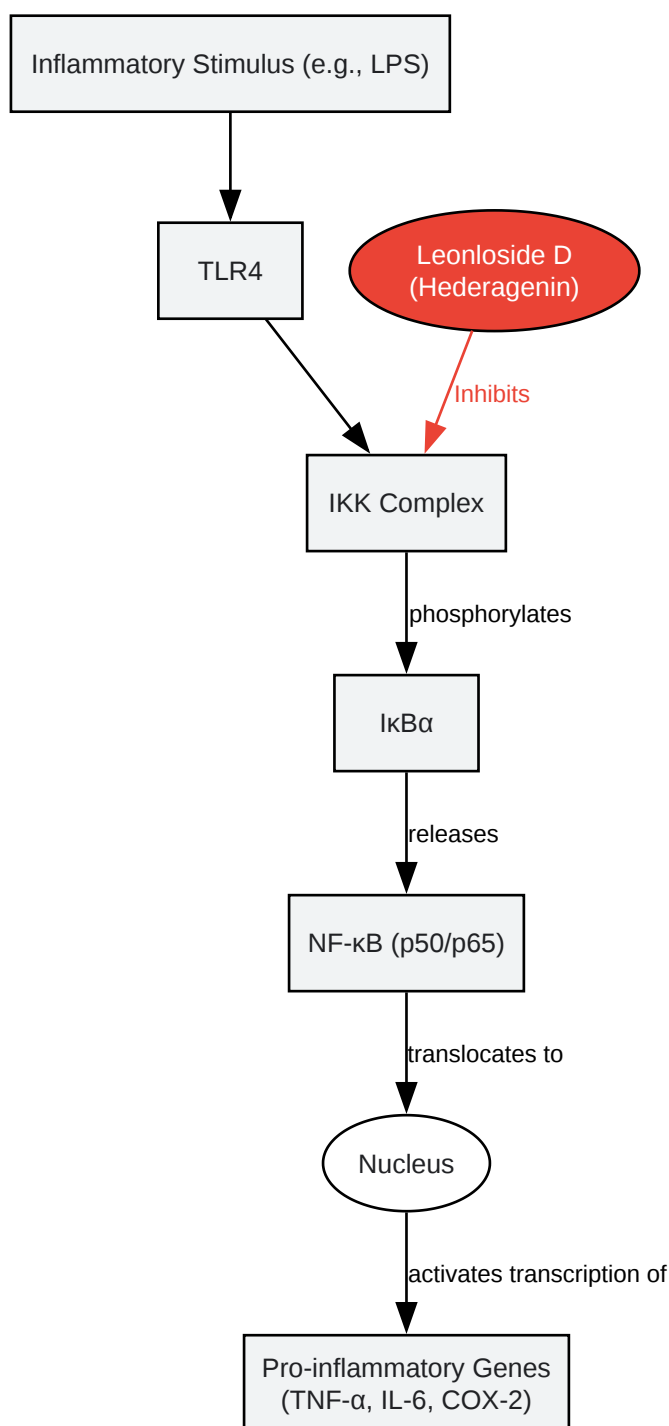 Inflammatory Stimulus (e.g., LPS)
TLR4
Leonloside D
(Hederagenin)
Inhibits
IKK Complex
phosphorylates
IκBα
releases
NF-κB (p50/p65)
translocates to
Nucleus
activates transcription of
Pro-inflammatory Genes
(TNF-α, IL-6, COX-2)